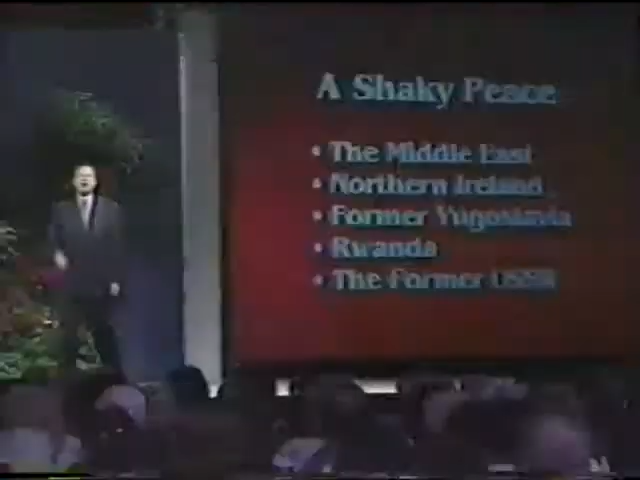 A Shaky Peace
• The Middle East
• Northern Ireland
• Former Yugoslavia
• Rwanda
• The Former USSR